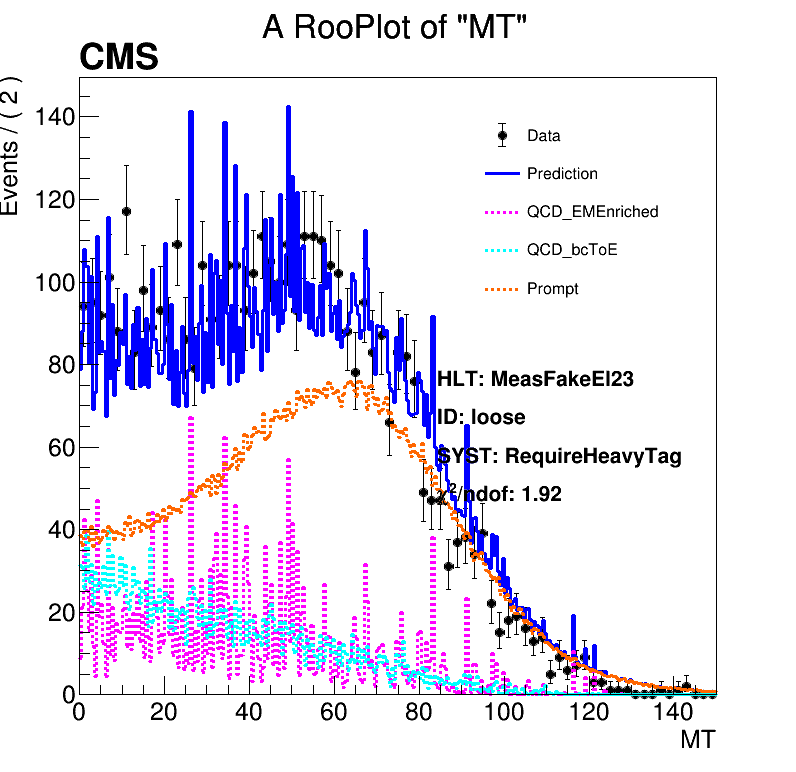 A RooPlot of "MT"
CMS
Events / ( 2 )
140
120
100
80
60
40
20
0
Data
Prediction
QCD_EMEnriched
QCD_bcToE
Prompt
HLT: MeasFakeEl23
ID: loose
SYST: RequireHeavyTag
χ²/ndof: 1.92
0 20 40 60 80 100 120 140
MT